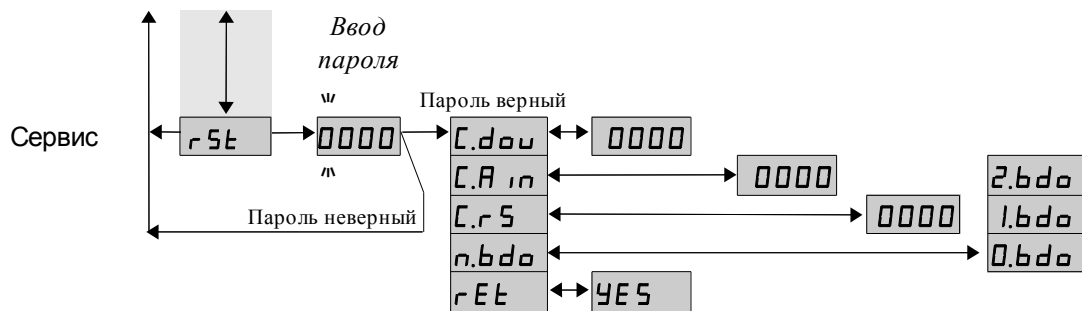 Ввод
пароля
Пароль верный
Сервис
rSt 0000 C.dou 0000
C.A in 0000 2.bdo
Пароль неверный
C.rS 0000 1.bdo
n.bdo 0.bdo
rEt YES